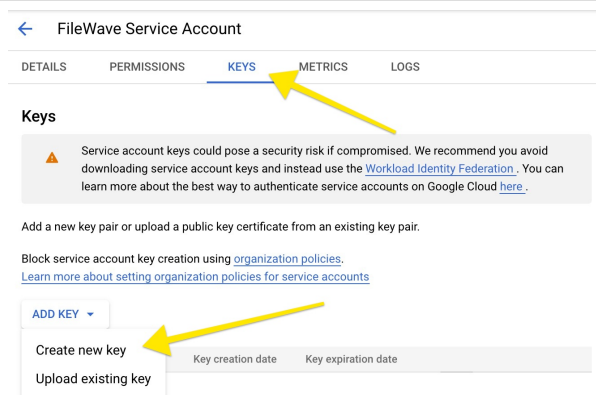 FileWave Service Account
DETAILS PERMISSIONS KEYS METRICS LOGS
Keys
Service account keys could pose a security risk if compromised. We recommend you avoid
downloading service account keys and instead use the Workload Identity Federation . You can
learn more about the best way to authenticate service accounts on Google Cloud here .
Add a new key pair or upload a public key certificate from an existing key pair.
Block service account key creation using organization policies.
Learn more about setting organization policies for service accounts
ADD KEY
Create new key
Key creation date Key expiration date
Upload existing key